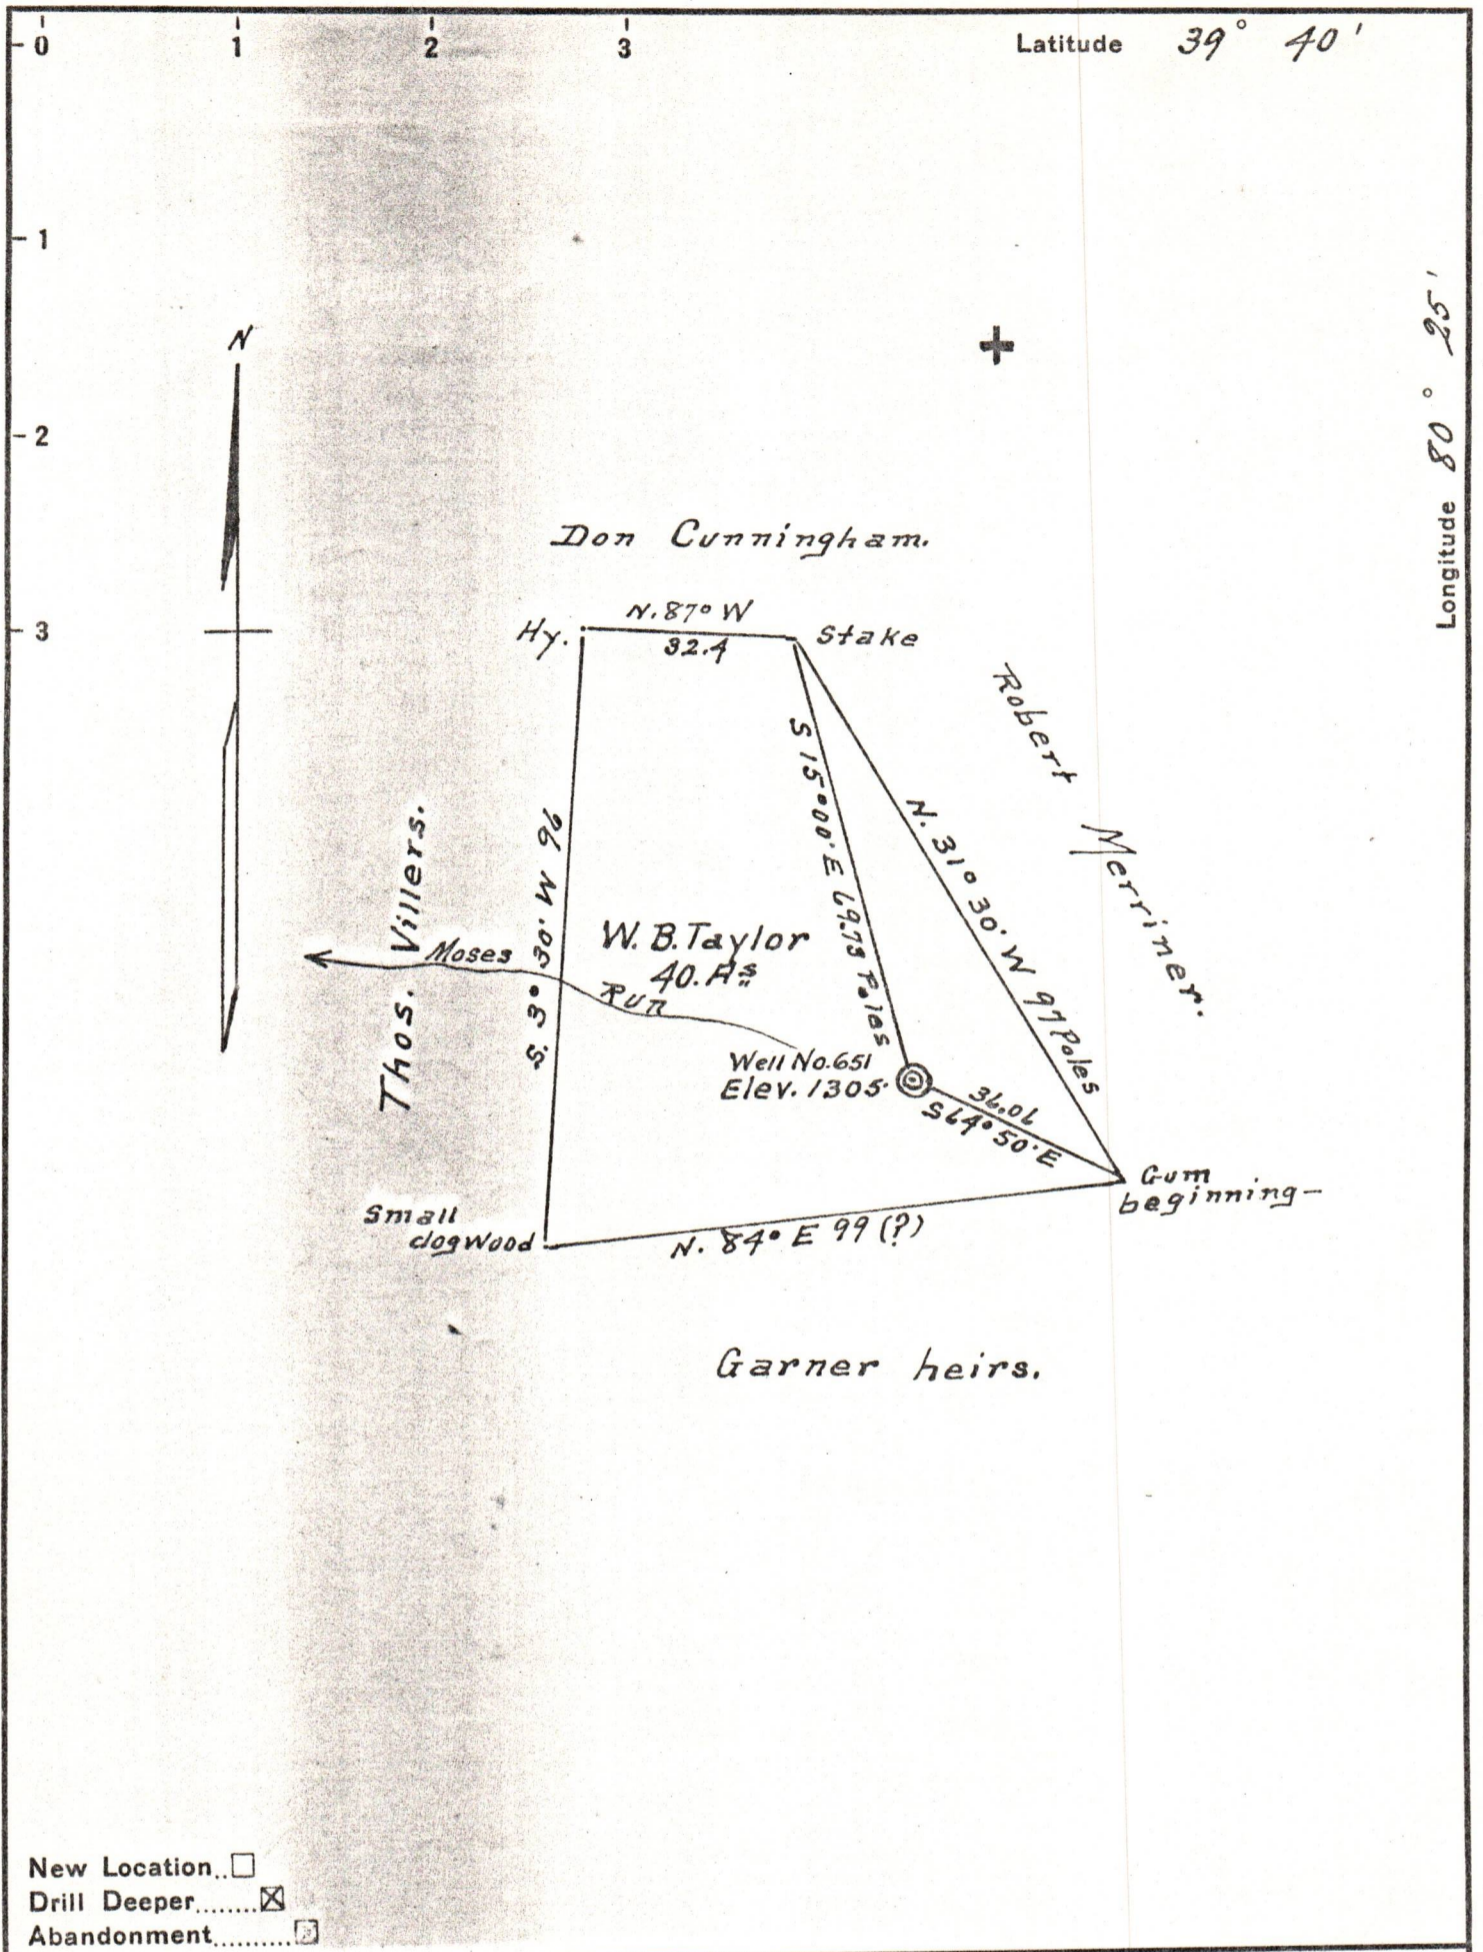 0 1 2 3 Latitude 39° 40'
1
2
3
Longitude 80° 25'
N
Don Cunningham.
N. 87° W
32.4
Hy.
Stake
Robert Merriner.
S 15°00' E 69.73 Poles
N. 31° 30' W 97 Poles
S. 3° 30' W 96
Thos. Villers.
W. B. Taylor
40. As
Moses Run
Well No. 651
Elev. 1305'
36.06
S 64° 50' E
Gum
beginning-
Small
dogwood
N. 84° E 99 (?)
Garner heirs.
New Location.. ☐
Drill Deeper........ ☒
Abandonment..........